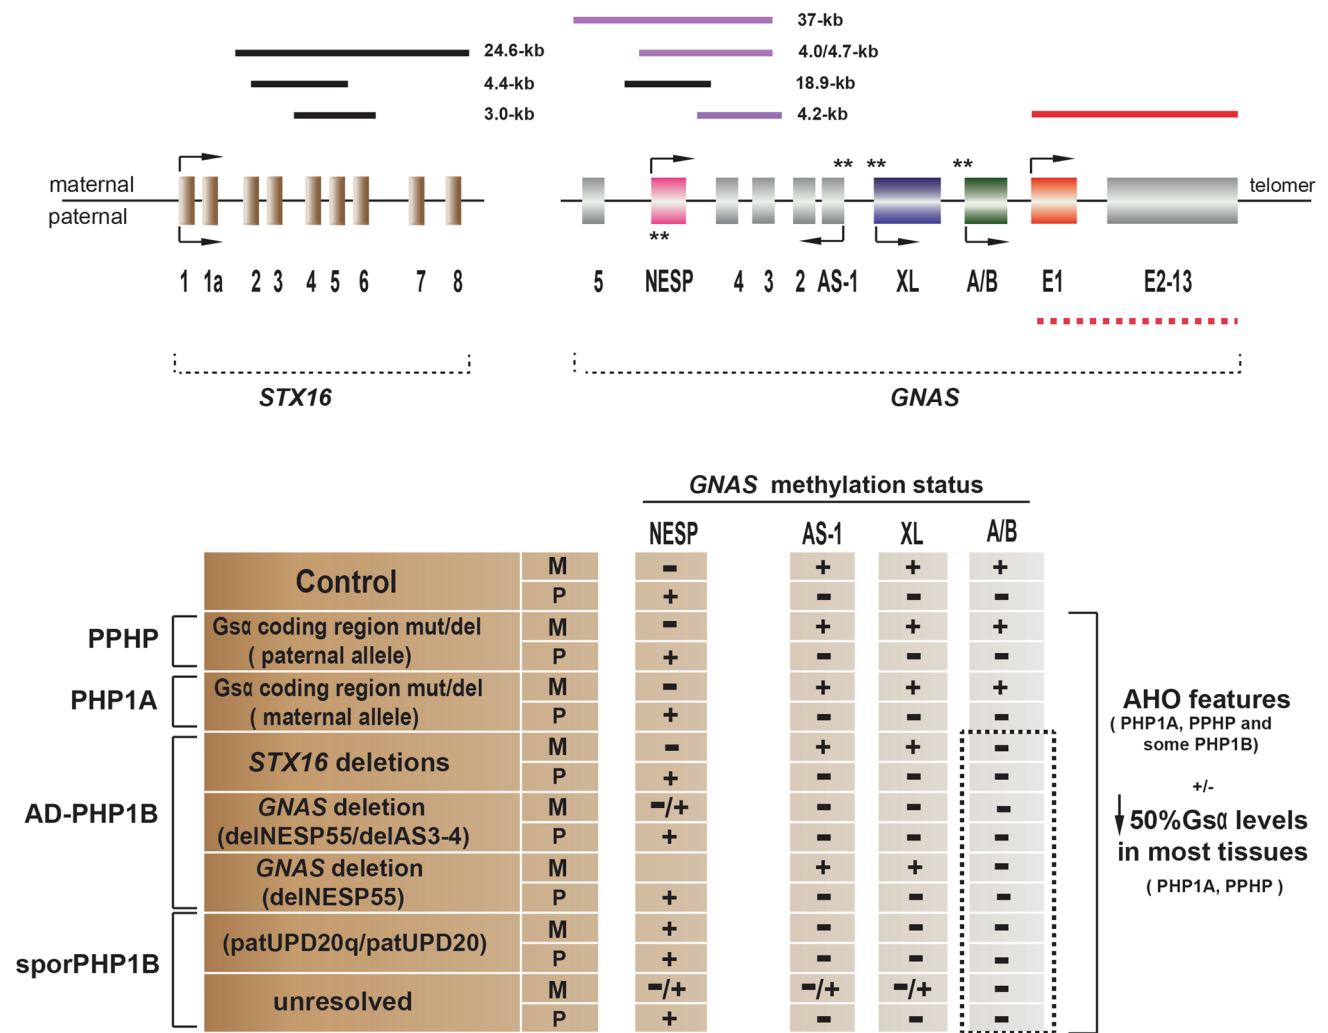 37-kb
24.6-kb
4.0/4.7-kb
4.4-kb
18.9-kb
3.0-kb
4.2-kb
** ** **
maternal
telomer
paternal
**
1 1a 2 3 4 5 6 7 8 5 NESP 4 3 2 AS-1 XL A/B E1 E2-13
STX16 GNAS
GNAS methylation status
NESP AS-1 XL A/B
Control M - + + +
P + - - -
PPHP
Gsα coding region mut/del M - + + +
( paternal allele) P + - - -
PHP1A
Gsα coding region mut/del M - + + +
( maternal allele) P + - - -
AD-PHP1B
STX16 deletions M - + + -
P + - - -
GNAS deletion M -/+ - - -
(delNESP55/delAS3-4) P + - - -
GNAS deletion M + + -
(delNESP55) P + - - -
sporPHP1B
(patUPD20q/patUPD20) M + - - -
P + - - -
unresolved M -/+ -/+ -/+ -
P + - - -
AHO features
( PHP1A, PPHP and
some PHP1B)
+/-
↓ 50%Gsα levels
in most tissues
( PHP1A, PPHP )